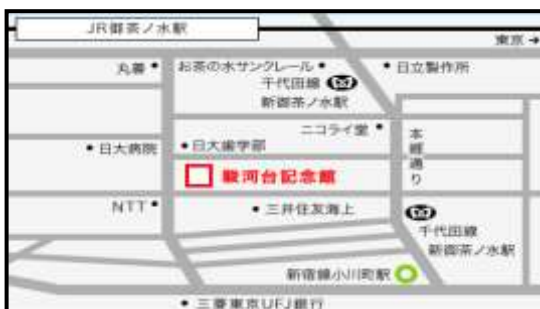 JR御茶ノ水駅
東京→
丸善
お茶の水サンクレール
日立製作所
千代田線
新御茶ノ水駅
ニコライ堂
本郷通り
日大病院
日大歯学部
駿河台記念館
NTT
三井住友海上
千代田線
新御茶ノ水駅
新宿線小川町駅
三菱東京UFJ銀行